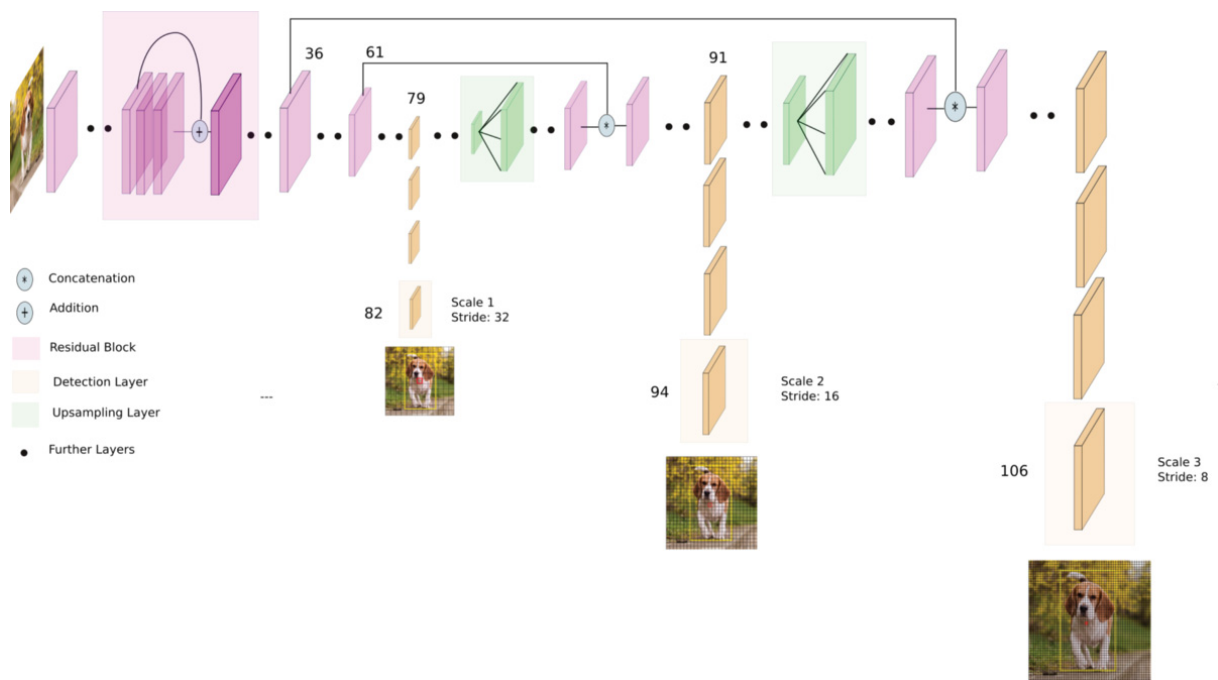 36
61
91
79
*
*
+
* Concatenation
+ Addition
Residual Block
Detection Layer
Upsampling Layer
Further Layers
---
82
Scale 1
Stride: 32
94
Scale 2
Stride: 16
106
Scale 3
Stride: 8